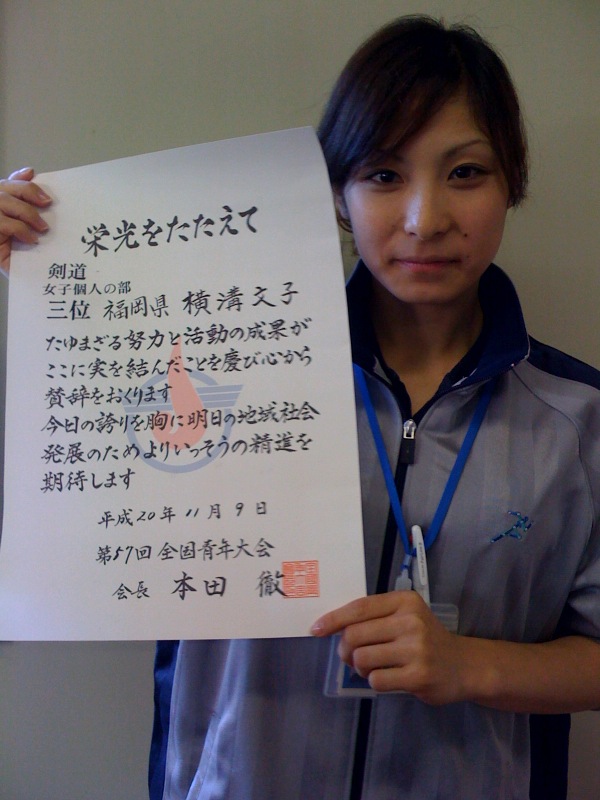 栄光をたたえて
剣道
女子個人の部
三位 福岡県 横溝文子
たゆまざる努力と活動の成果が
ここに実を結んだことを慶び心から
賛辞をおくります
今日の誇りを胸に明日の地域社会
発展のためよりいっそうの精進を
期待します
平成20年11月9日
第57回全国青年大会
会長 本田 徹